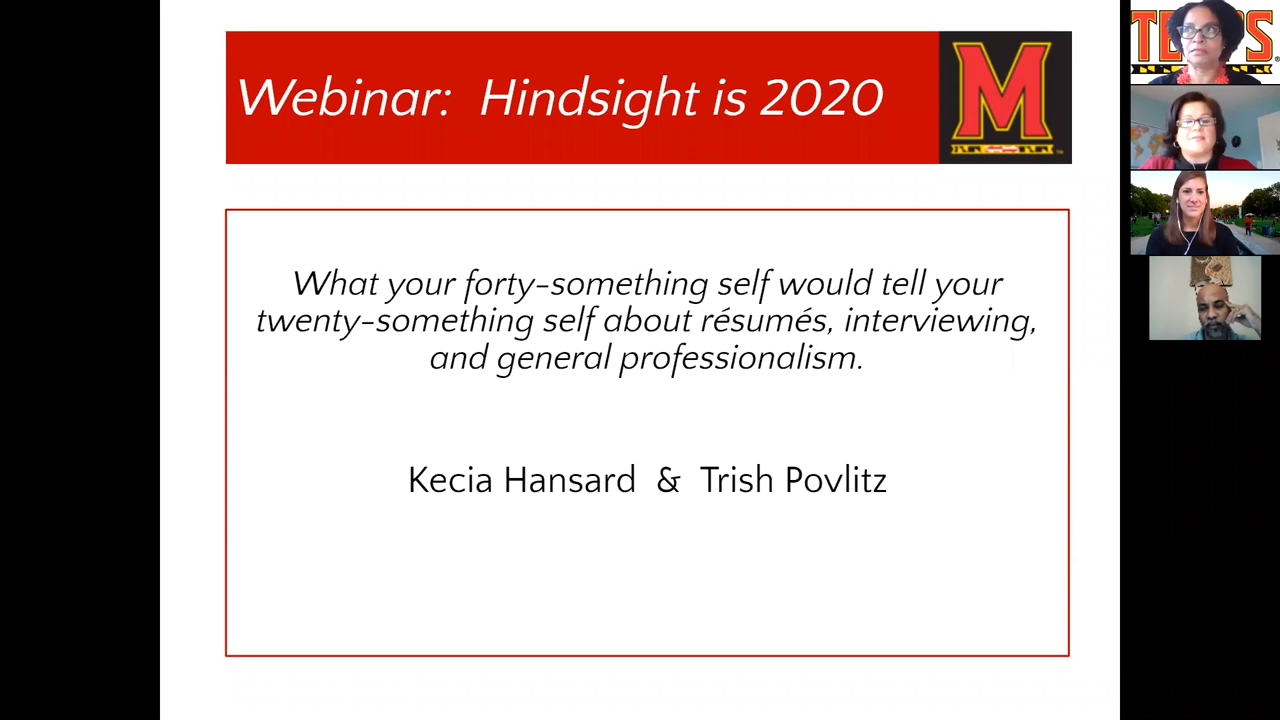 Webinar: Hindsight is 2020
M
What your forty-something self would tell your
twenty-something self about résumés, interviewing,
and general professionalism.
Kecia Hansard & Trish Povlitz